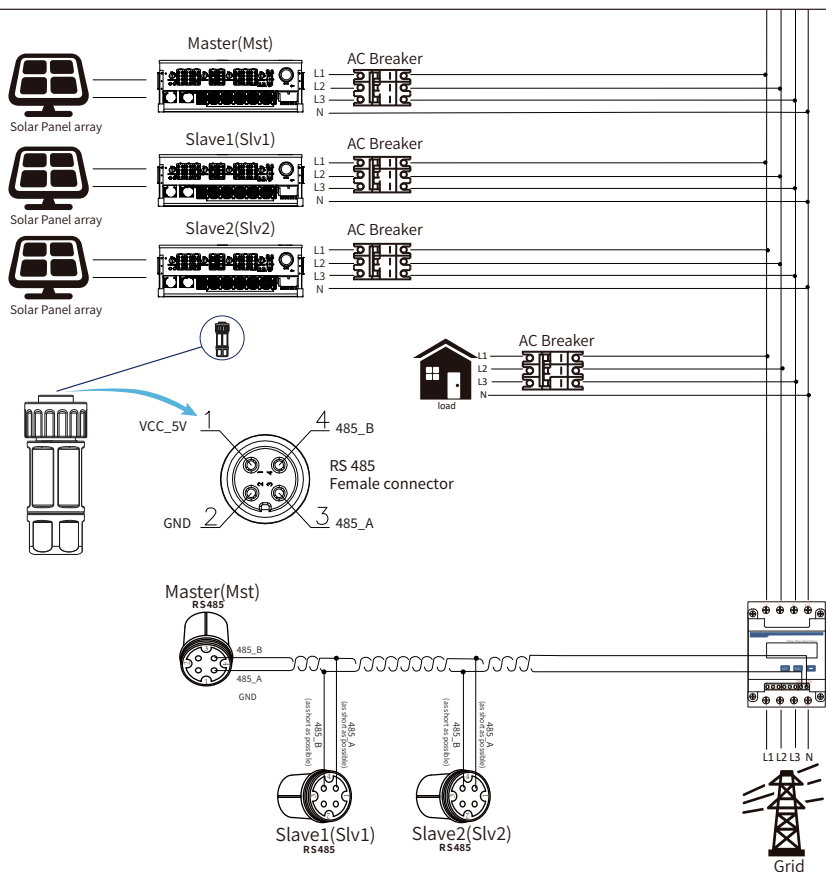 Master(Mst)
AC Breaker
L1
L2
L3
N
Solar Panel array
Slave1(Slv1)
AC Breaker
L1
L2
L3
N
Solar Panel array
Slave2(Slv2)
AC Breaker
L1
L2
L3
N
Solar Panel array
AC Breaker
L1
L2
L3
N
load
VCC_5V 1
4 485_B
1 4
2 3
RS 485
Female connector
GND 2
3 485_A
Master(Mst)
RS485
485_B
485_A
GND
485_B
(as short as possible)
485_A
(as short as possible)
485_B
(as short as possible)
485_A
(as short as possible)
Slave1(Slv1)
RS485
Slave2(Slv2)
RS485
L1 L2 L3 N
Grid